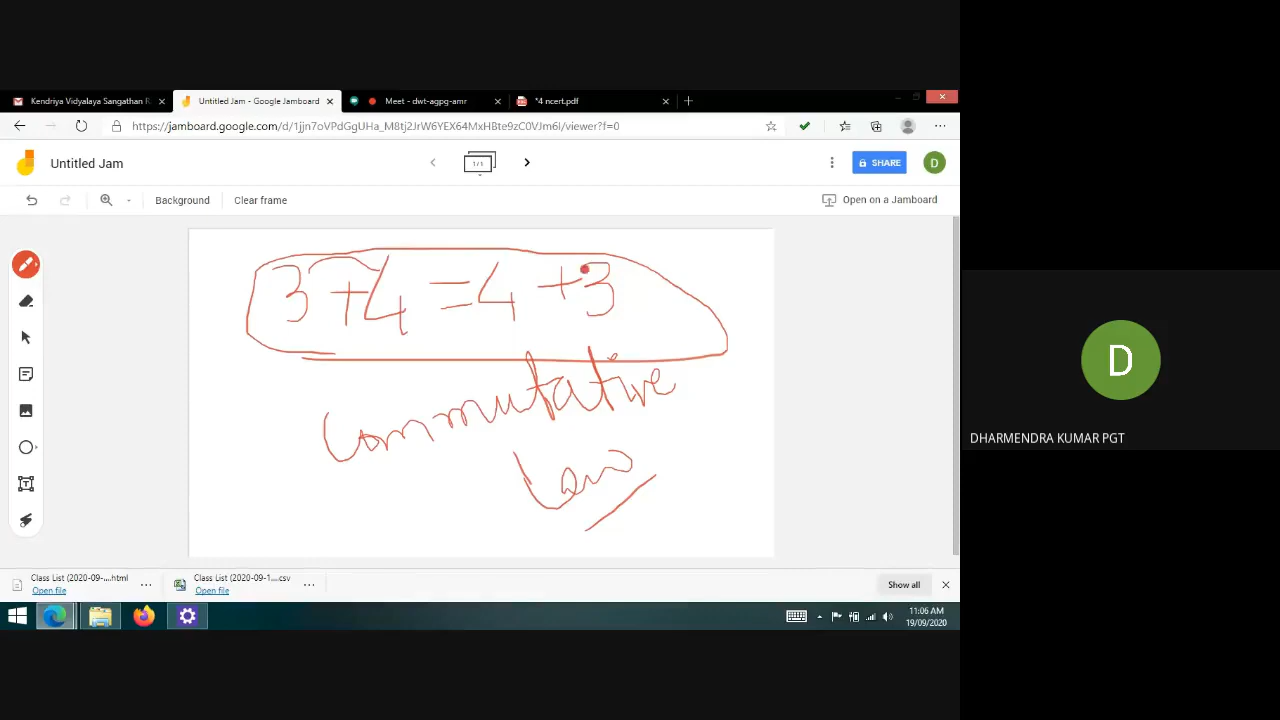 Kendriya Vidyalaya Sangathan R
Untitled Jam - Google Jamboard
Meet - dwt-agpg-amr
*4 ncert.pdf
https://jamboard.google.com/d/1jjn7oVPdGgUHa_M8tj2JrW6YEX64MxHBte9zC0VJm6I/viewer?f=0
Untitled Jam
1/1
SHARE
D
Background
Clear frame
Open on a Jamboard
3+4=4+3
Commutative
Law
D
DHARMENDRA KUMAR PGT
Class List (2020-09-....html
Open file
Class List (2020-09-1....csv
Open file
Show all
11:06 AM
19/09/2020